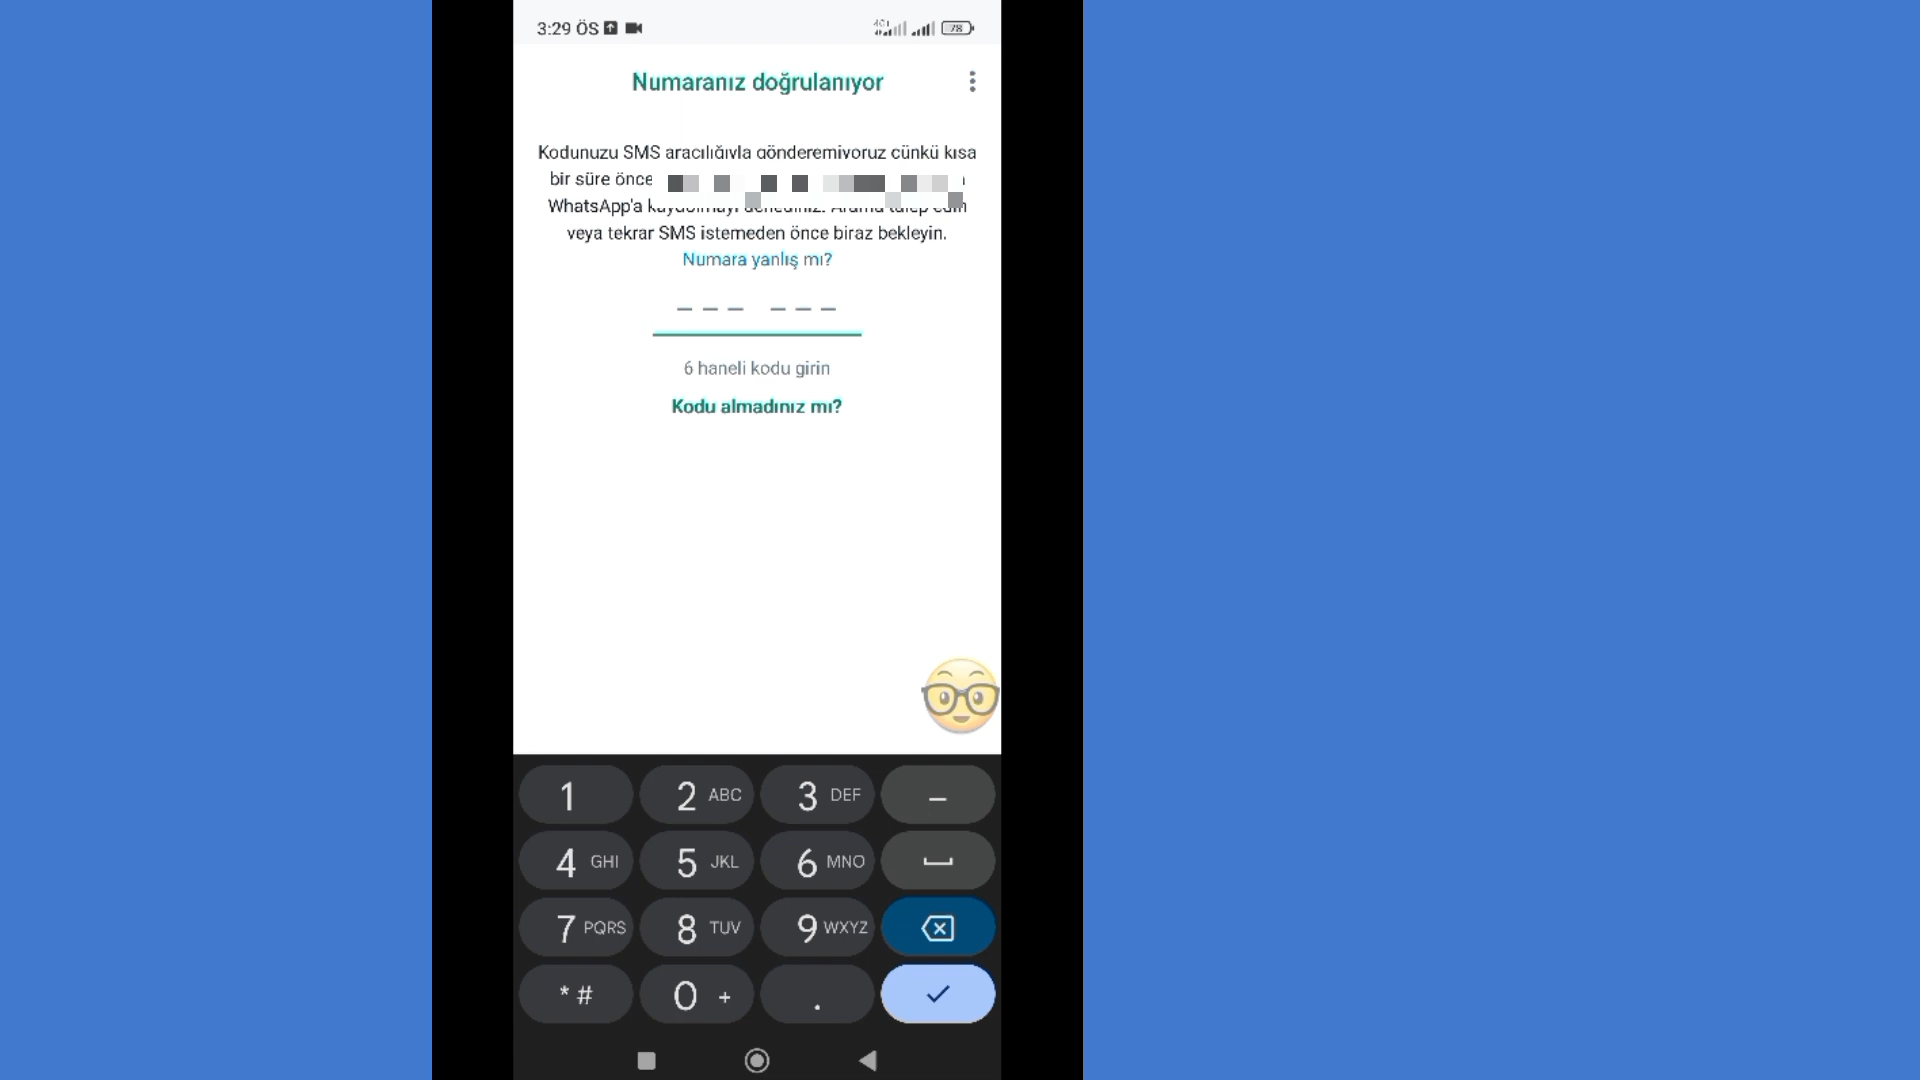 3:29 ÖS
78
Numaranız doğrulanıyor
Kodunuzu SMS aracılığıyla gönderemiyoruz çünkü kısa
bir süre önce
WhatsApp'a kaydolmayı denediniz. Arama talep edin
veya tekrar SMS istemeden önce biraz bekleyin.
Numara yanlış mı?
6 haneli kodu girin
Kodu almadınız mı?
1 2 ABC 3 DEF –
4 GHI 5 JKL 6 MNO
7 PQRS 8 TUV 9 WXYZ
* # 0 + .